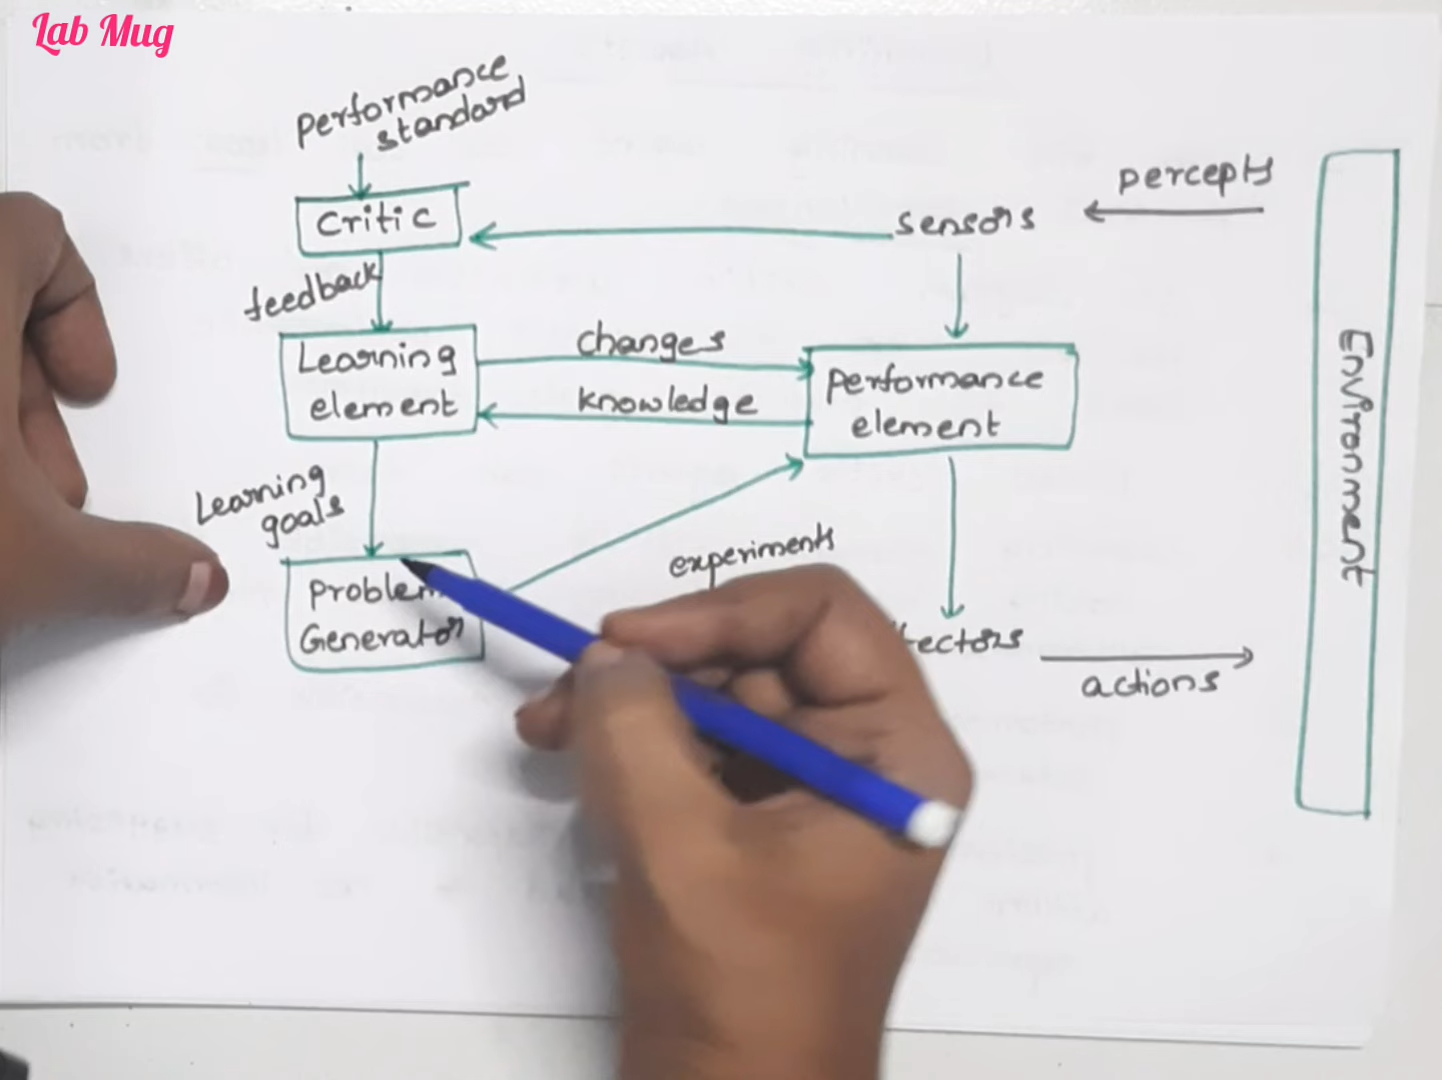 Lab Mug
performance
standard
Critic
sensors
percepts
feedback
Learning
element
changes
knowledge
performance
element
Environment
Learning
goals
experiments
Problem
Generator
actions